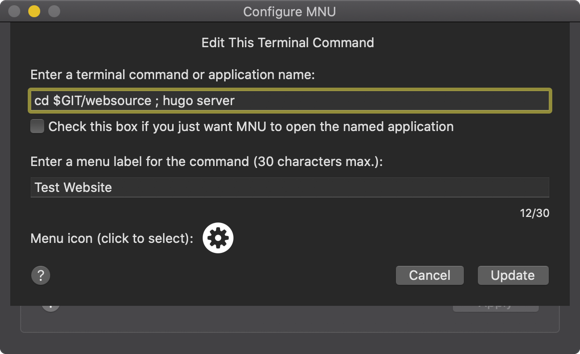 Configure MNU
Edit This Terminal Command
Enter a terminal command or application name:
cd $GIT/websource ; hugo server
Check this box if you just want MNU to open the named application
Enter a menu label for the command (30 characters max.):
Test Website
12/30
Menu icon (click to select):
? Cancel Update
Apply